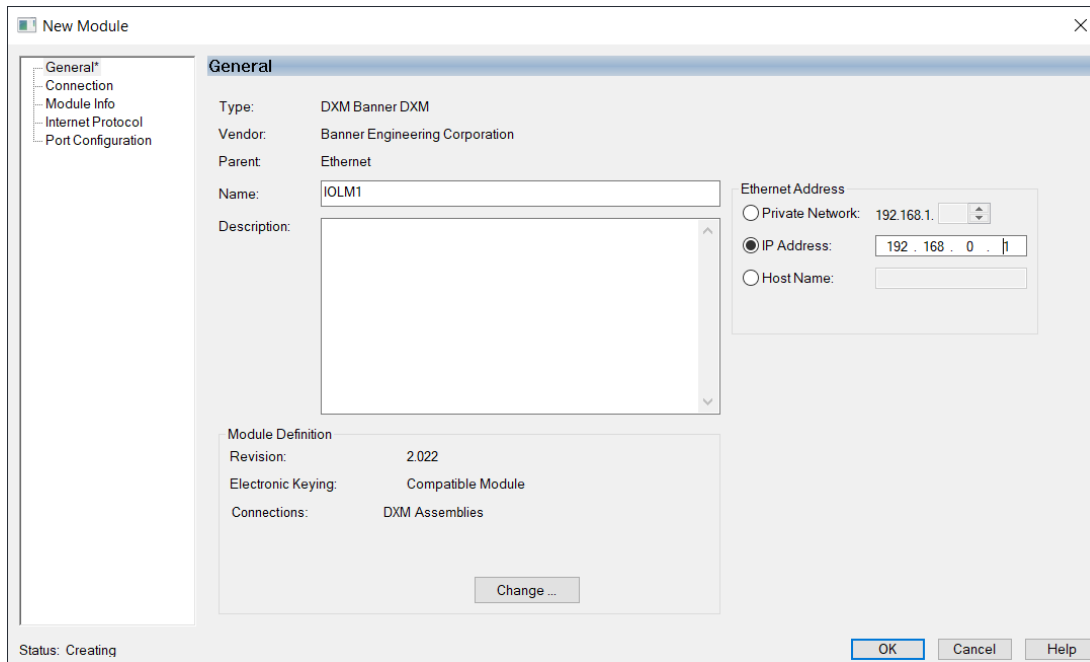 New Module
General*
Connection
Module Info
Internet Protocol
Port Configuration
General
Type: DXM Banner DXM
Vendor: Banner Engineering Corporation
Parent: Ethernet
Name: IOLM1
Description:
Ethernet Address
Private Network: 192.168.1.
IP Address: 192 . 168 . 0 . 1
Host Name:
Module Definition
Revision: 2.022
Electronic Keying: Compatible Module
Connections: DXM Assemblies
Change ...
Status: Creating
OK Cancel Help